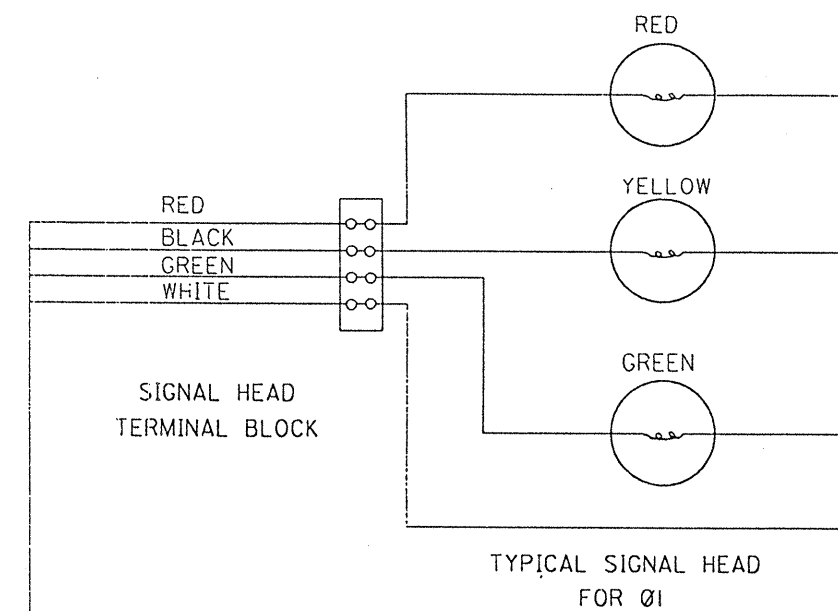 RED
YELLOW
RED
BLACK
GREEN
WHITE
GREEN
SIGNAL HEAD
TERMINAL BLOCK
TYPICAL SIGNAL HEAD
FOR Ø1